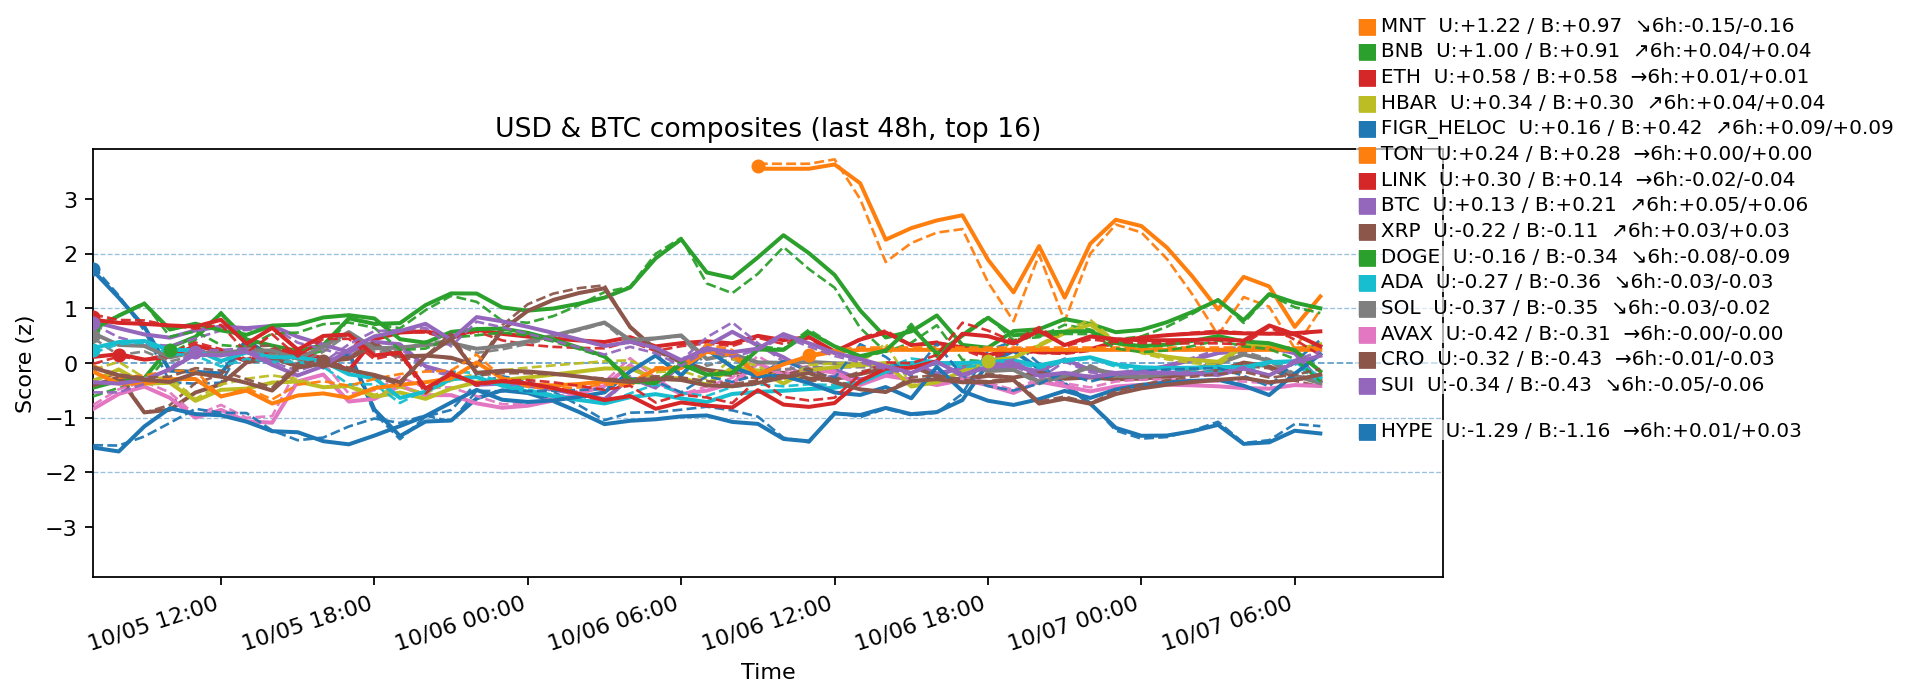 MNT  U:+1.22 / B:+0.97  ↘6h:-0.15/-0.16
BNB  U:+1.00 / B:+0.91  ↗6h:+0.04/+0.04
ETH  U:+0.58 / B:+0.58  →6h:+0.01/+0.01
HBAR  U:+0.34 / B:+0.30  ↗6h:+0.04/+0.04
FIGR_HELOC  U:+0.16 / B:+0.42  ↗6h:+0.09/+0.09
TON  U:+0.24 / B:+0.28  →6h:+0.00/+0.00
LINK  U:+0.30 / B:+0.14  →6h:-0.02/-0.04
BTC  U:+0.13 / B:+0.21  ↗6h:+0.05/+0.06
XRP  U:-0.22 / B:-0.11  ↗6h:+0.03/+0.03
DOGE  U:-0.16 / B:-0.34  ↘6h:-0.08/-0.09
ADA  U:-0.27 / B:-0.36  ↘6h:-0.03/-0.03
SOL  U:-0.37 / B:-0.35  ↘6h:-0.03/-0.02
AVAX  U:-0.42 / B:-0.31  →6h:-0.00/-0.00
CRO  U:-0.32 / B:-0.43  →6h:-0.01/-0.03
SUI  U:-0.34 / B:-0.43  ↘6h:-0.05/-0.06
HYPE  U:-1.29 / B:-1.16  →6h:+0.01/+0.03
USD & BTC composites (last 48h, top 16)
Score (z)
3
2
1
0
−1
−2
−3
10/05 12:00
10/05 18:00
10/06 00:00
10/06 06:00
10/06 12:00
10/06 18:00
10/07 00:00
10/07 06:00
Time